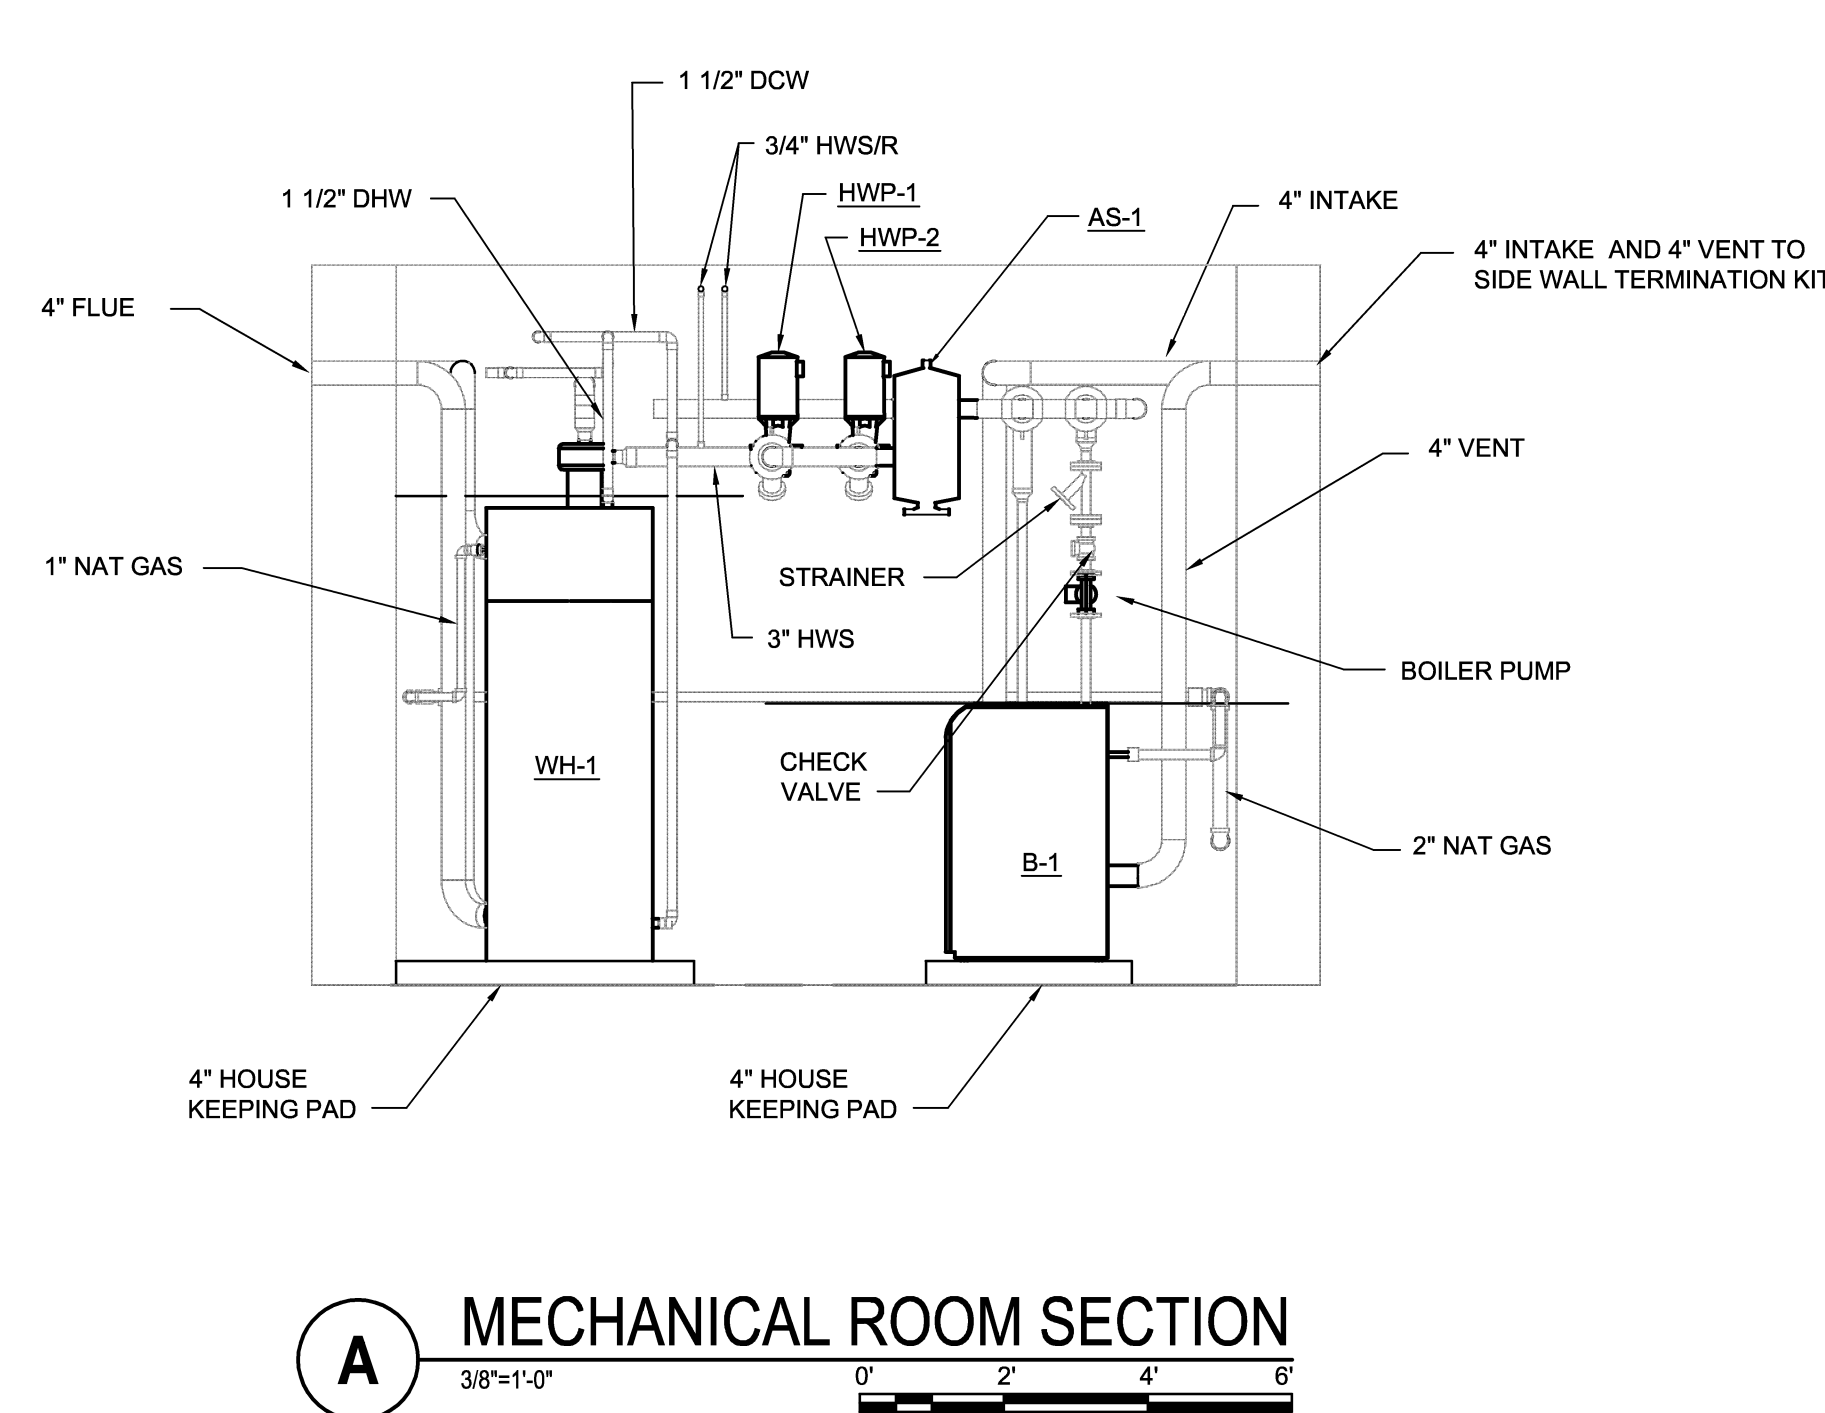 1 1/2" DCW
3/4" HWS/R
1 1/2" DHW
HWP-1
HWP-2
AS-1
4" INTAKE
4" INTAKE AND 4" VENT TO
SIDE WALL TERMINATION KIT
4" FLUE
4" VENT
1" NAT GAS
STRAINER
3" HWS
BOILER PUMP
WH-1
CHECK
VALVE
B-1
2" NAT GAS
4" HOUSE
KEEPING PAD
4" HOUSE
KEEPING PAD
A
MECHANICAL ROOM SECTION
3/8"=1'-0"
0' 2' 4' 6'